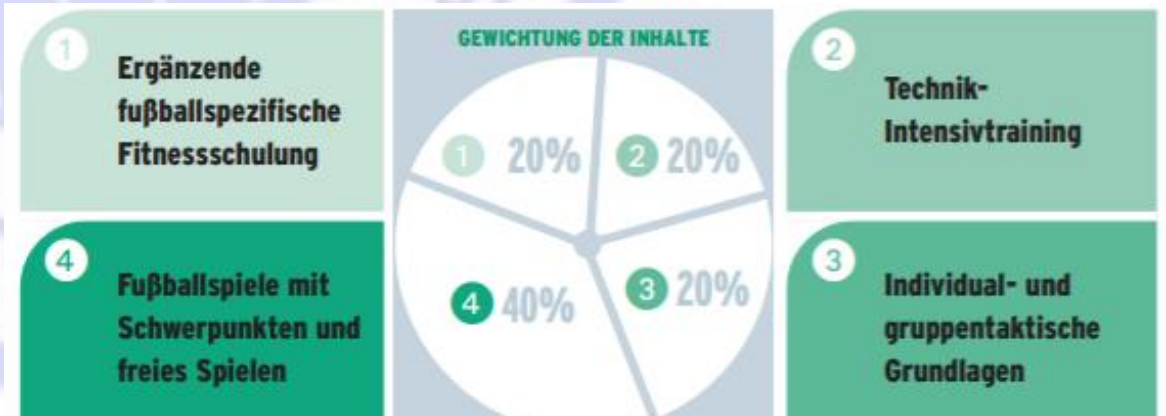 1
Ergänzende
fußballspezifische
Fitnessschulung
GEWICHTUNG DER INHALTE
1 20%
2 20%
3 20%
4 40%
2
Technik-
Intensivtraining
4
Fußballspiele mit
Schwerpunkten und
freies Spielen
3
Individual- und
gruppentaktische
Grundlagen